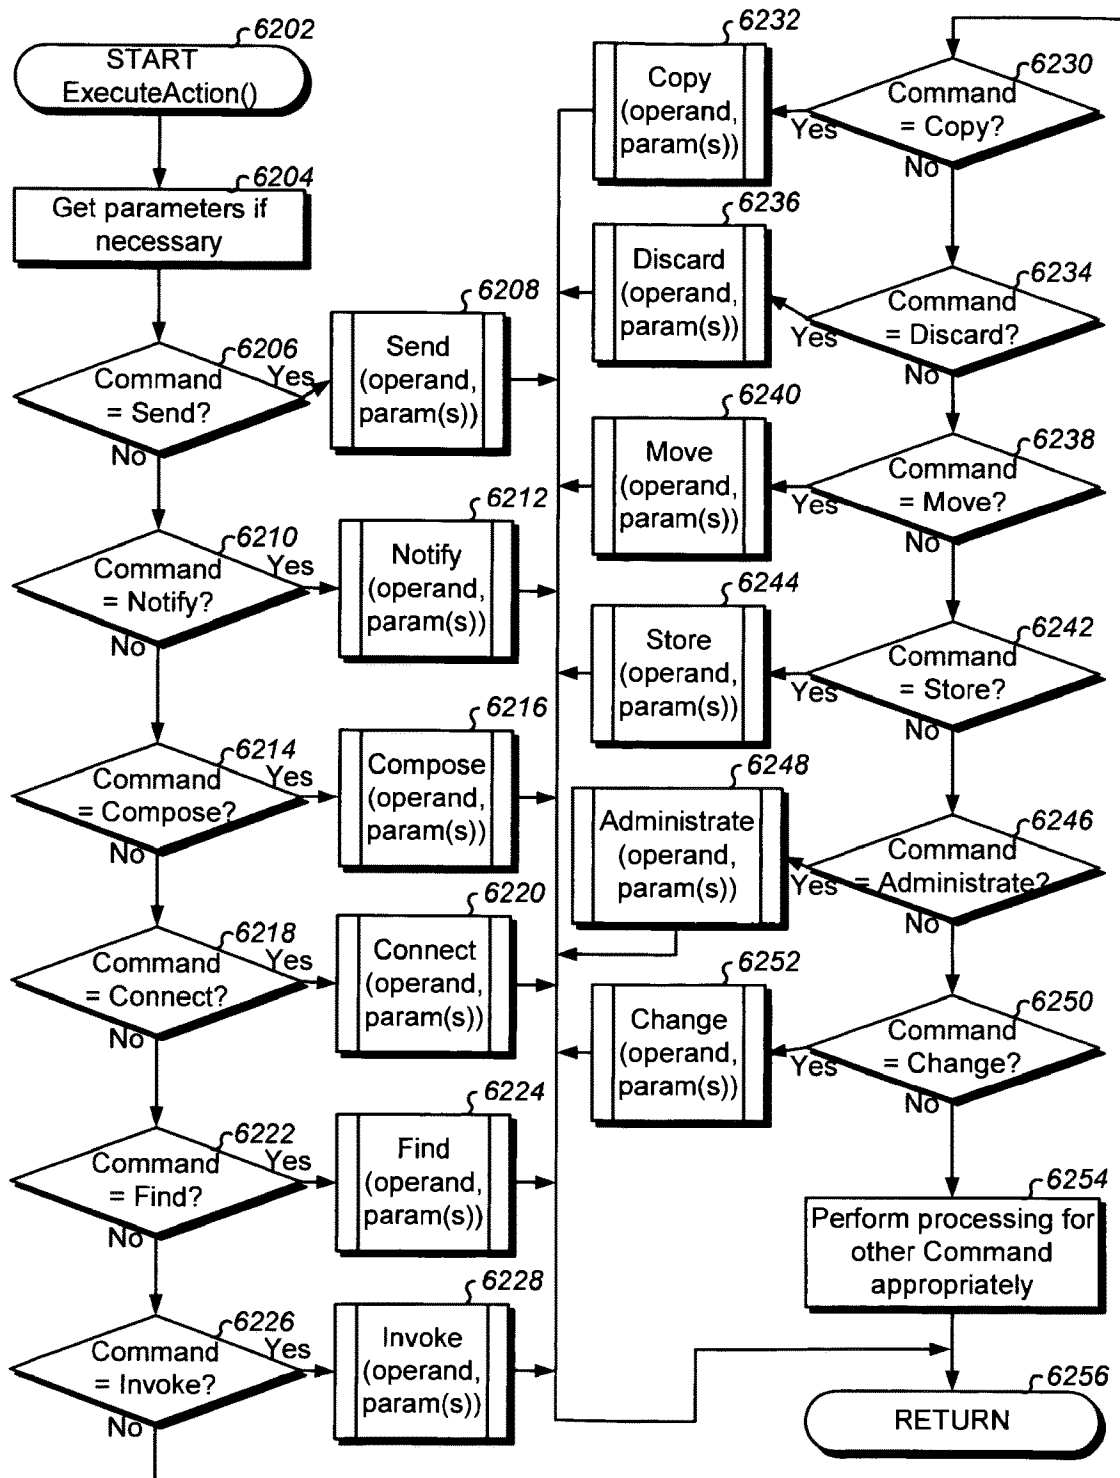 6202
START
ExecuteAction()
6204
Get parameters if
necessary
6206
Command
= Send?
Yes
No
6208
Send
(operand,
param(s))
6210
Command
= Notify?
Yes
No
6212
Notify
(operand,
param(s))
6214
Command
= Compose?
Yes
No
6216
Compose
(operand,
param(s))
6218
Command
= Connect?
Yes
No
6220
Connect
(operand,
param(s))
6222
Command
= Find?
Yes
No
6224
Find
(operand,
param(s))
6226
Command
= Invoke?
Yes
No
6228
Invoke
(operand,
param(s))
6230
Command
= Copy?
Yes
No
6232
Copy
(operand,
param(s))
6234
Command
= Discard?
Yes
No
6236
Discard
(operand,
param(s))
6238
Command
= Move?
Yes
No
6240
Move
(operand,
param(s))
6242
Command
= Store?
Yes
No
6244
Store
(operand,
param(s))
6246
Command
= Administrate?
Yes
No
6248
Administrate
(operand,
param(s))
6250
Command
= Change?
Yes
No
6252
Change
(operand,
param(s))
6254
Perform processing for
other Command
appropriately
6256
RETURN